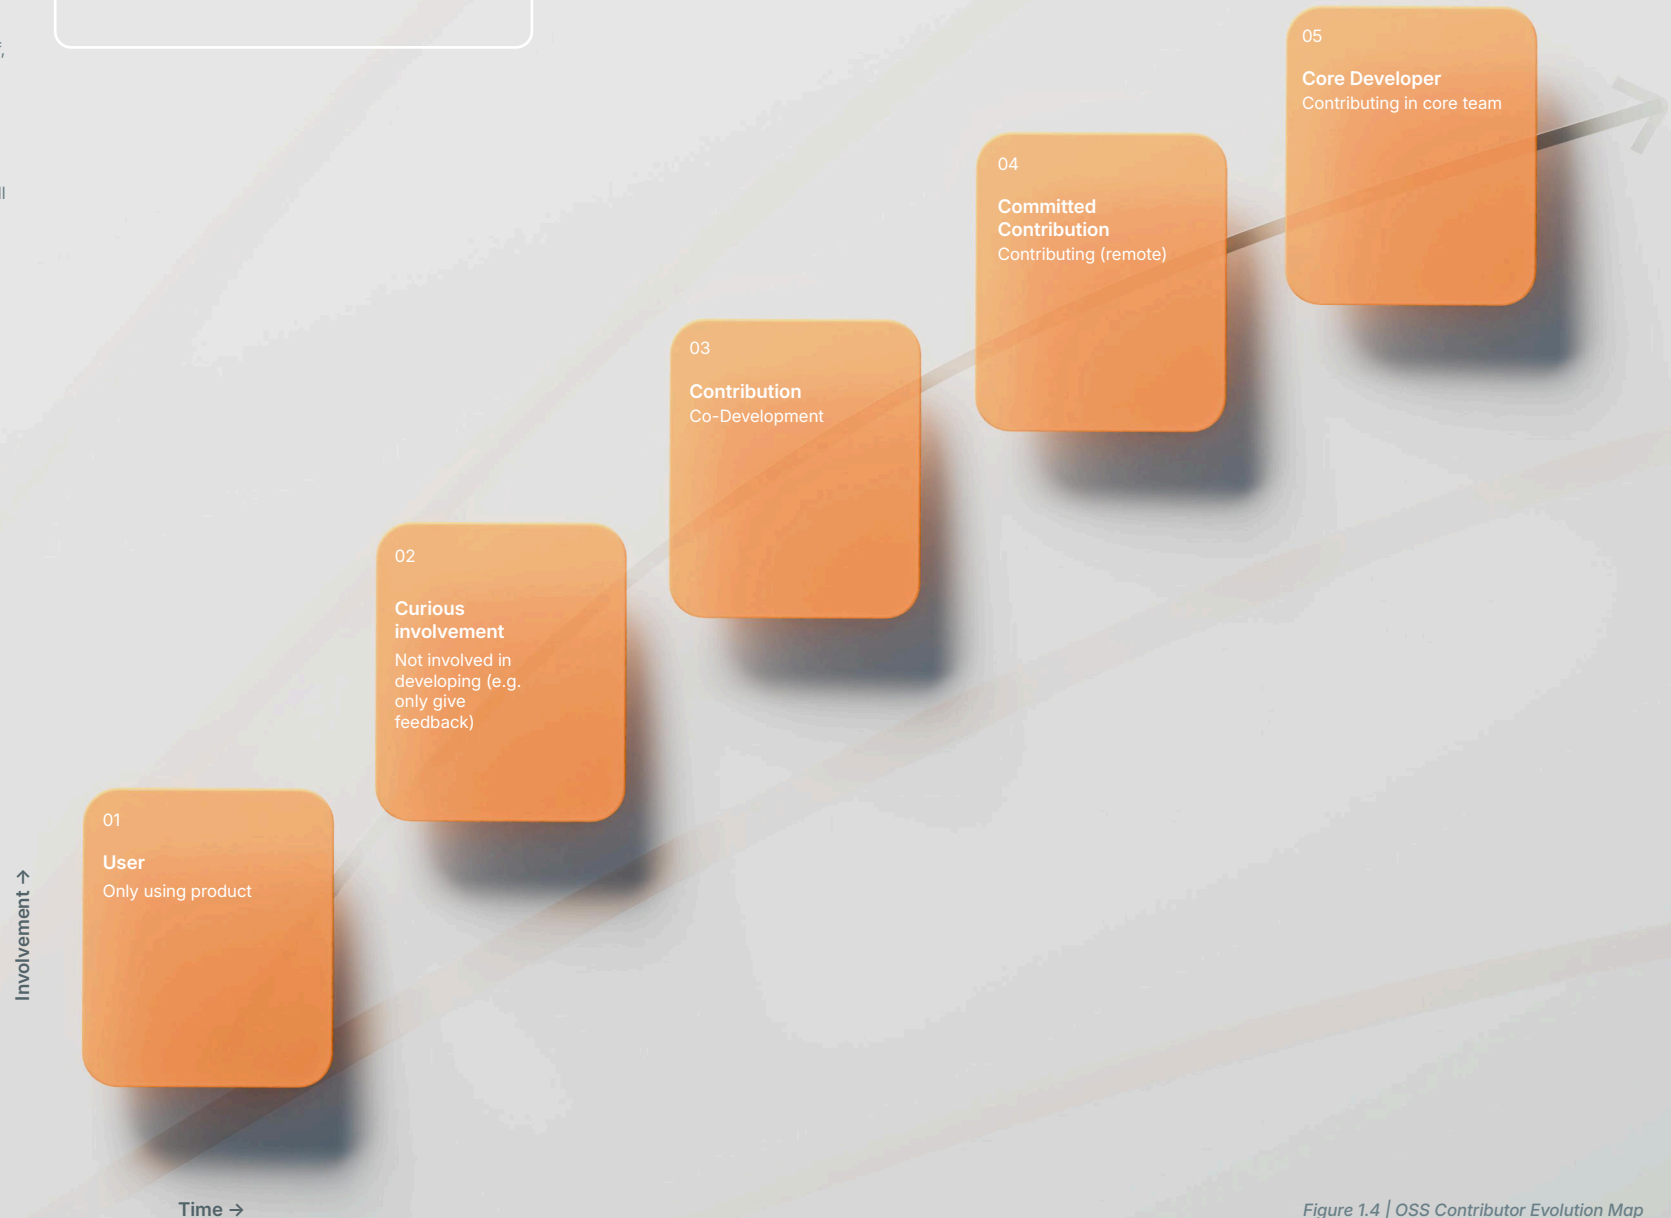 01
User
Only using product
02
Curious
involvement
Not involved in
developing (e.g.
only give
feedback)
03
Contribution
Co-Development
04
Committed
Contribution
Contributing (remote)
05
Core Developer
Contributing in core team
Involvement →
Time →
Figure 1.4 | OSS Contributor Evolution Map